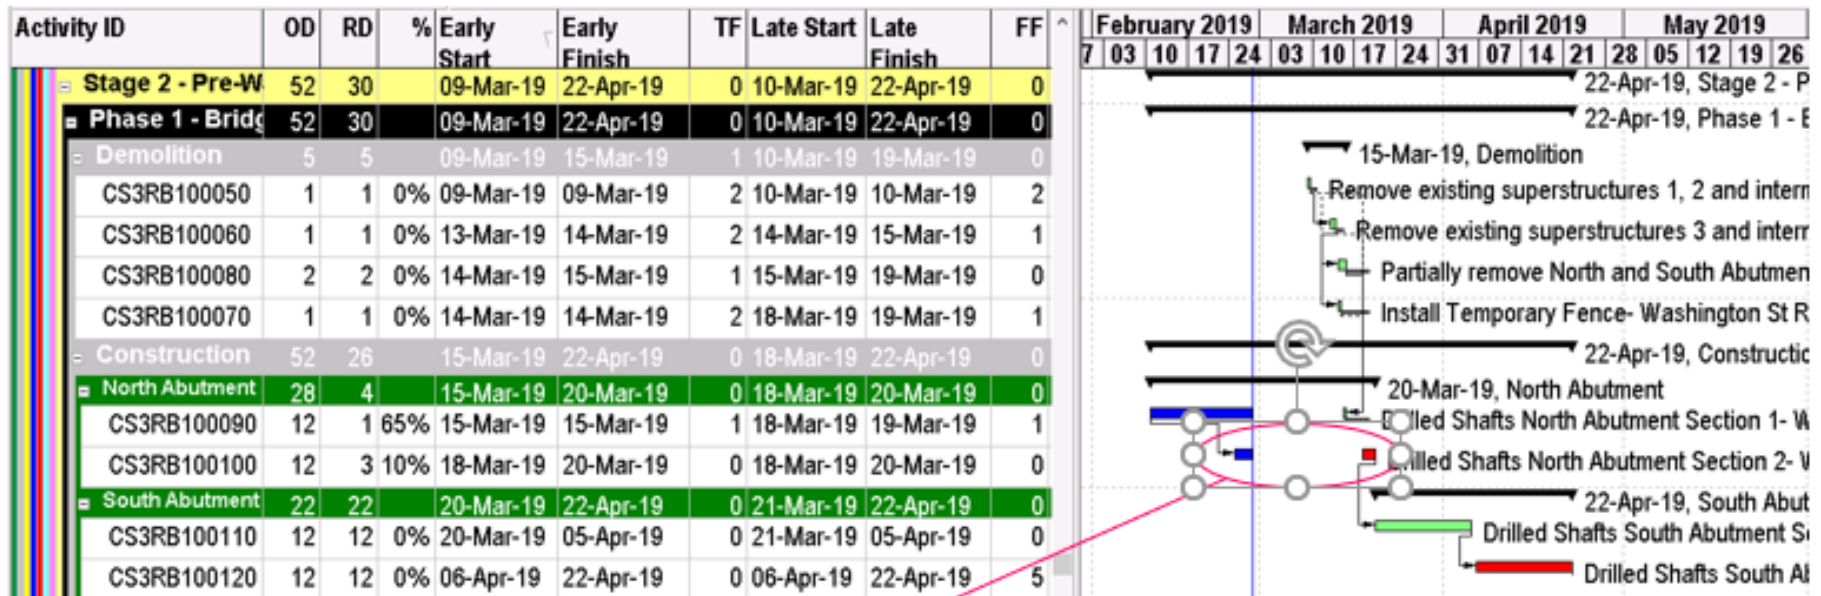 Activity ID OD RD % Early Start Early Finish TF Late Start Late Finish FF
February 2019 March 2019 April 2019 May 2019
7 03 10 17 24 03 10 17 24 31 07 14 21 28 05 12 19 26
Stage 2 - Pre-W 52 30 09-Mar-19 22-Apr-19 0 10-Mar-19 22-Apr-19 0 22-Apr-19, Stage 2 - P
Phase 1 - Bridg 52 30 09-Mar-19 22-Apr-19 0 10-Mar-19 22-Apr-19 0 22-Apr-19, Phase 1 - B
Demolition 5 5 09-Mar-19 15-Mar-19 1 10-Mar-19 19-Mar-19 0 15-Mar-19, Demolition
CS3RB100050 1 1 0% 09-Mar-19 09-Mar-19 2 10-Mar-19 10-Mar-19 2 Remove existing superstructures 1, 2 and intern
CS3RB100060 1 1 0% 13-Mar-19 14-Mar-19 2 14-Mar-19 15-Mar-19 1 Remove existing superstructures 3 and intern
CS3RB100080 2 2 0% 14-Mar-19 15-Mar-19 1 15-Mar-19 19-Mar-19 0 Partially remove North and South Abutmen
CS3RB100070 1 1 0% 14-Mar-19 14-Mar-19 2 18-Mar-19 19-Mar-19 1 Install Temporary Fence- Washington St R
Construction 52 26 15-Mar-19 22-Apr-19 0 18-Mar-19 22-Apr-19 0 22-Apr-19, Constructic
North Abutment 28 4 15-Mar-19 20-Mar-19 0 18-Mar-19 20-Mar-19 0 20-Mar-19, North Abutment
CS3RB100090 12 1 65% 15-Mar-19 15-Mar-19 1 18-Mar-19 19-Mar-19 1 Drilled Shafts North Abutment Section 1- W
CS3RB100100 12 3 10% 18-Mar-19 20-Mar-19 0 18-Mar-19 20-Mar-19 0 Drilled Shafts North Abutment Section 2- W
South Abutment 22 22 20-Mar-19 22-Apr-19 0 21-Mar-19 22-Apr-19 0 22-Apr-19, South Abut
CS3RB100110 12 12 0% 20-Mar-19 05-Apr-19 0 21-Mar-19 05-Apr-19 0 Drilled Shafts South Abutment Se
CS3RB100120 12 12 0% 06-Apr-19 22-Apr-19 0 06-Apr-19 22-Apr-19 5 Drilled Shafts South Al